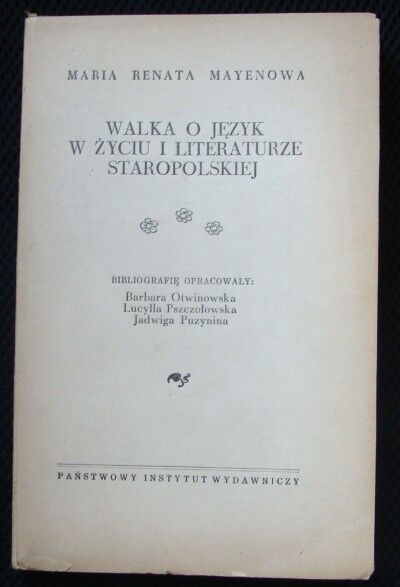 MARIA RENATA MAYENOWA
WALKA O JĘZYK
W ŻYCIU I LITERATURZE
STAROPOLSKIEJ
BIBLIOGRAFIĘ OPRACOWAŁY:
Barbara Otwinowska
Lucylla Pszczołowska
Jadwiga Puzynina
PAŃSTWOWY INSTYTUT WYDAWNICZY